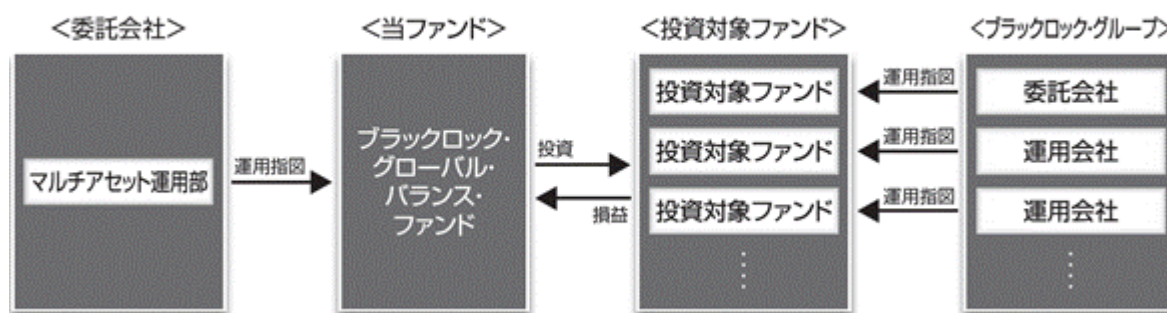 <委託会社>
<当ファンド>
<投資対象ファンド>
<ブラックロック・グループ>
マルチアセット運用部
運用指図
ブラックロック・
グローバル・
バランス・
ファンド
投資
損益
投資対象ファンド
運用指図
委託会社
投資対象ファンド
運用指図
運用会社
投資対象ファンド
運用指図
運用会社